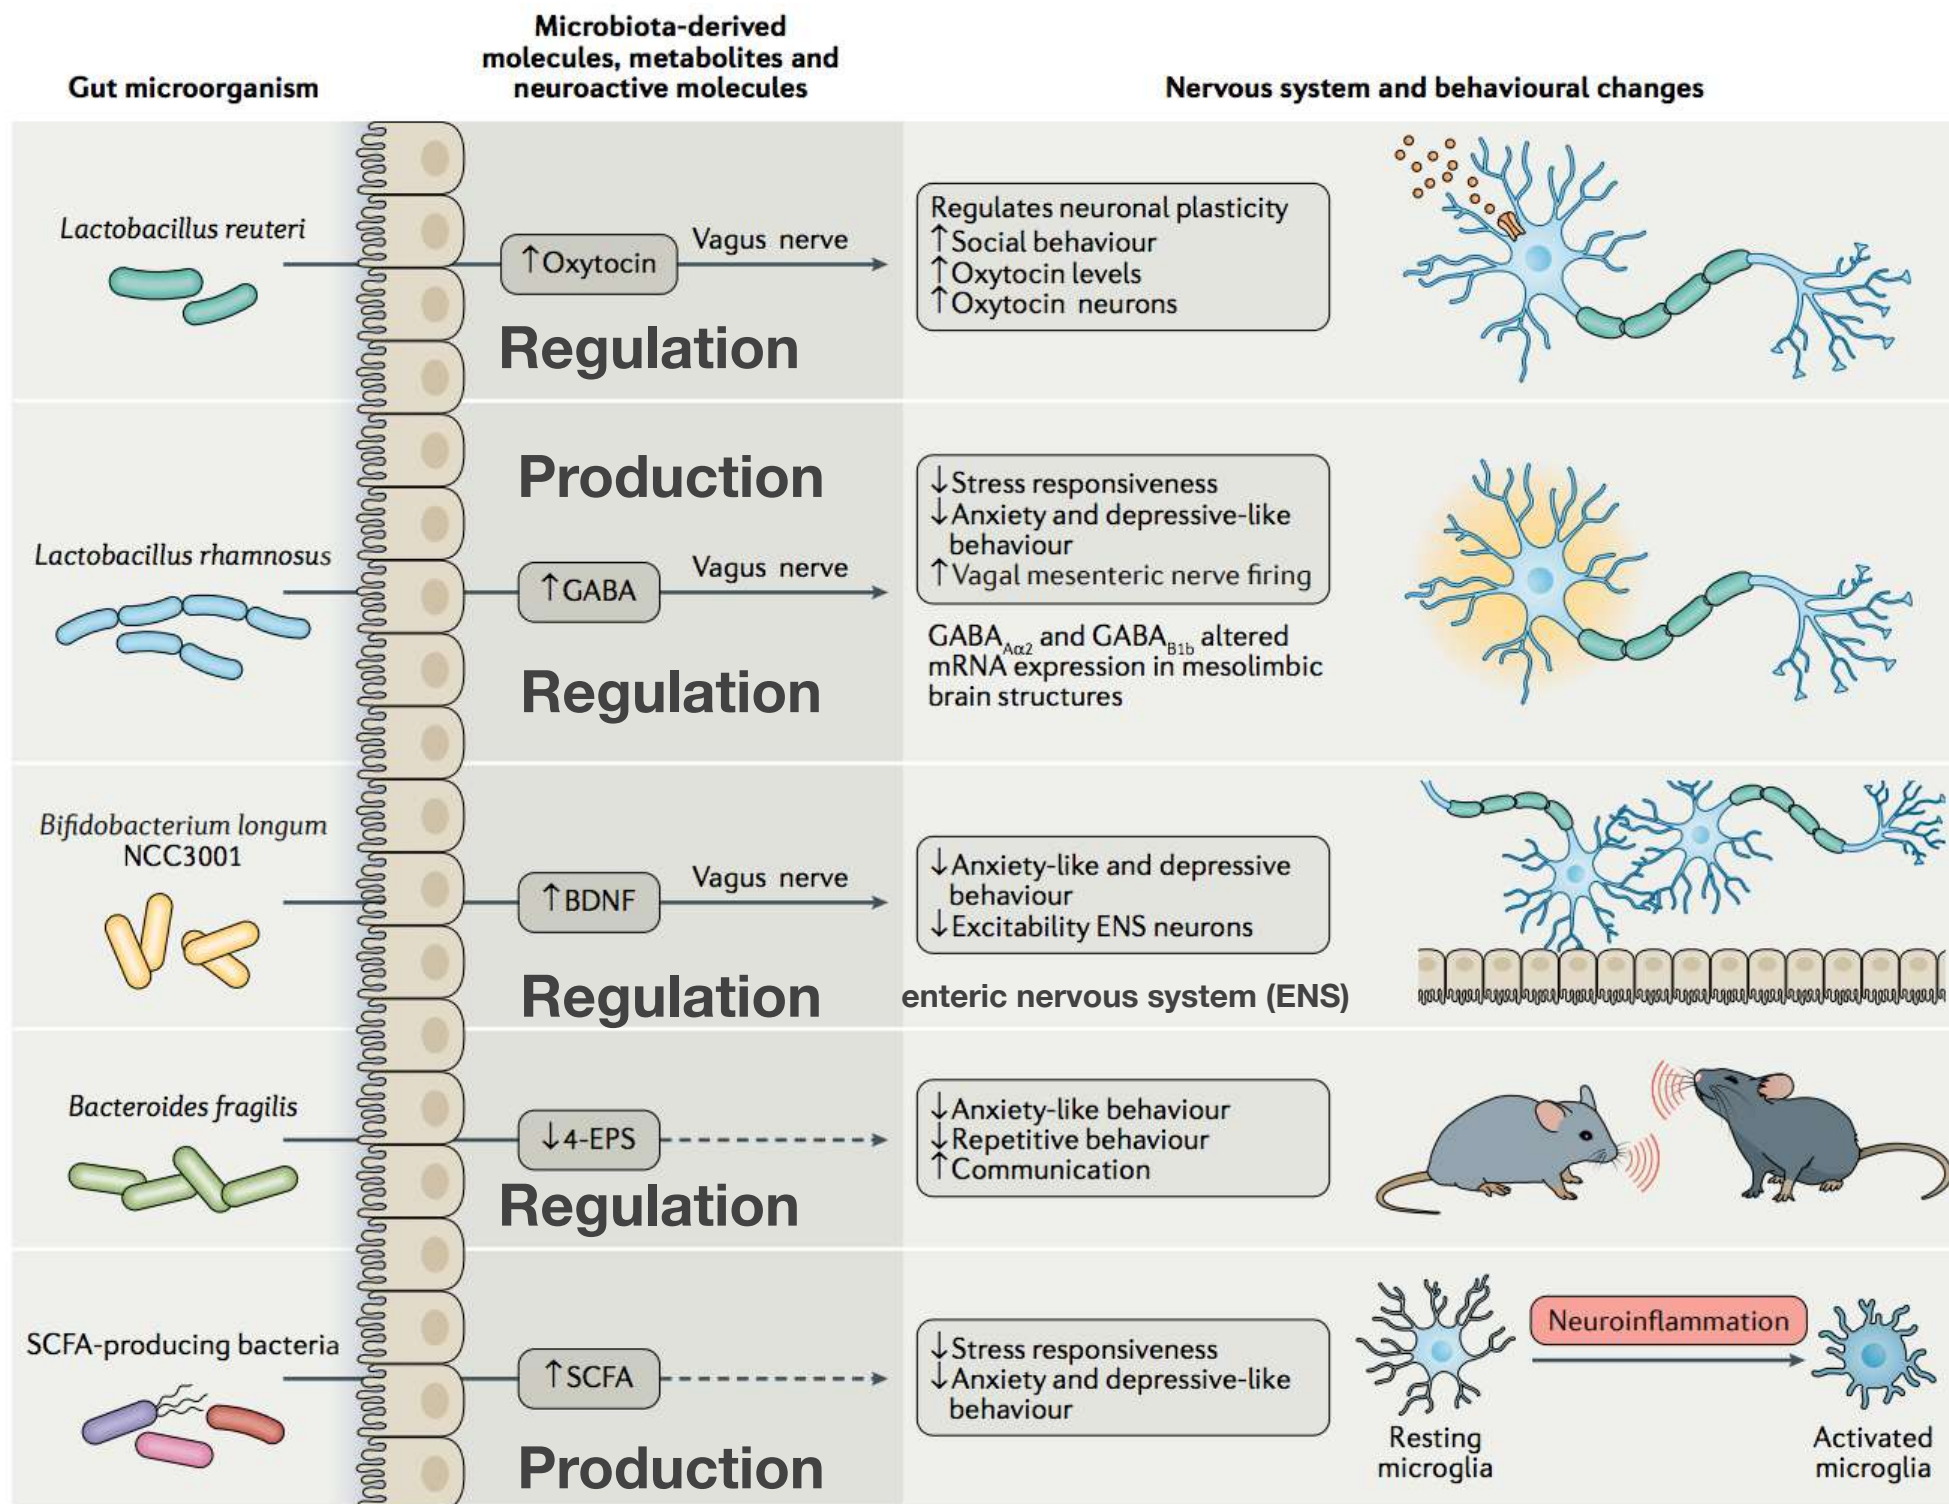 Gut microorganism
Microbiota-derived
molecules, metabolites and
neuroactive molecules
Nervous system and behavioural changes
Lactobacillus reuteri
↑Oxytocin
Vagus nerve
Regulation
Regulates neuronal plasticity
↑Social behaviour
↑Oxytocin levels
↑Oxytocin neurons
Lactobacillus rhamnosus
Production
↑GABA
Vagus nerve
Regulation
↓Stress responsiveness
↓Anxiety and depressive-like
behaviour
↑Vagal mesenteric nerve firing
GABAAα2 and GABAB1b altered
mRNA expression in mesolimbic
brain structures
Bifidobacterium longum
NCC3001
↑BDNF
Vagus nerve
Regulation
↓Anxiety-like and depressive
behaviour
↓Excitability ENS neurons
enteric nervous system (ENS)
Bacteroides fragilis
↓4-EPS
Regulation
↓Anxiety-like behaviour
↓Repetitive behaviour
↑Communication
SCFA-producing bacteria
↑SCFA
Production
↓Stress responsiveness
↓Anxiety and depressive-like
behaviour
Neuroinflammation
Resting
microglia
Activated
microglia